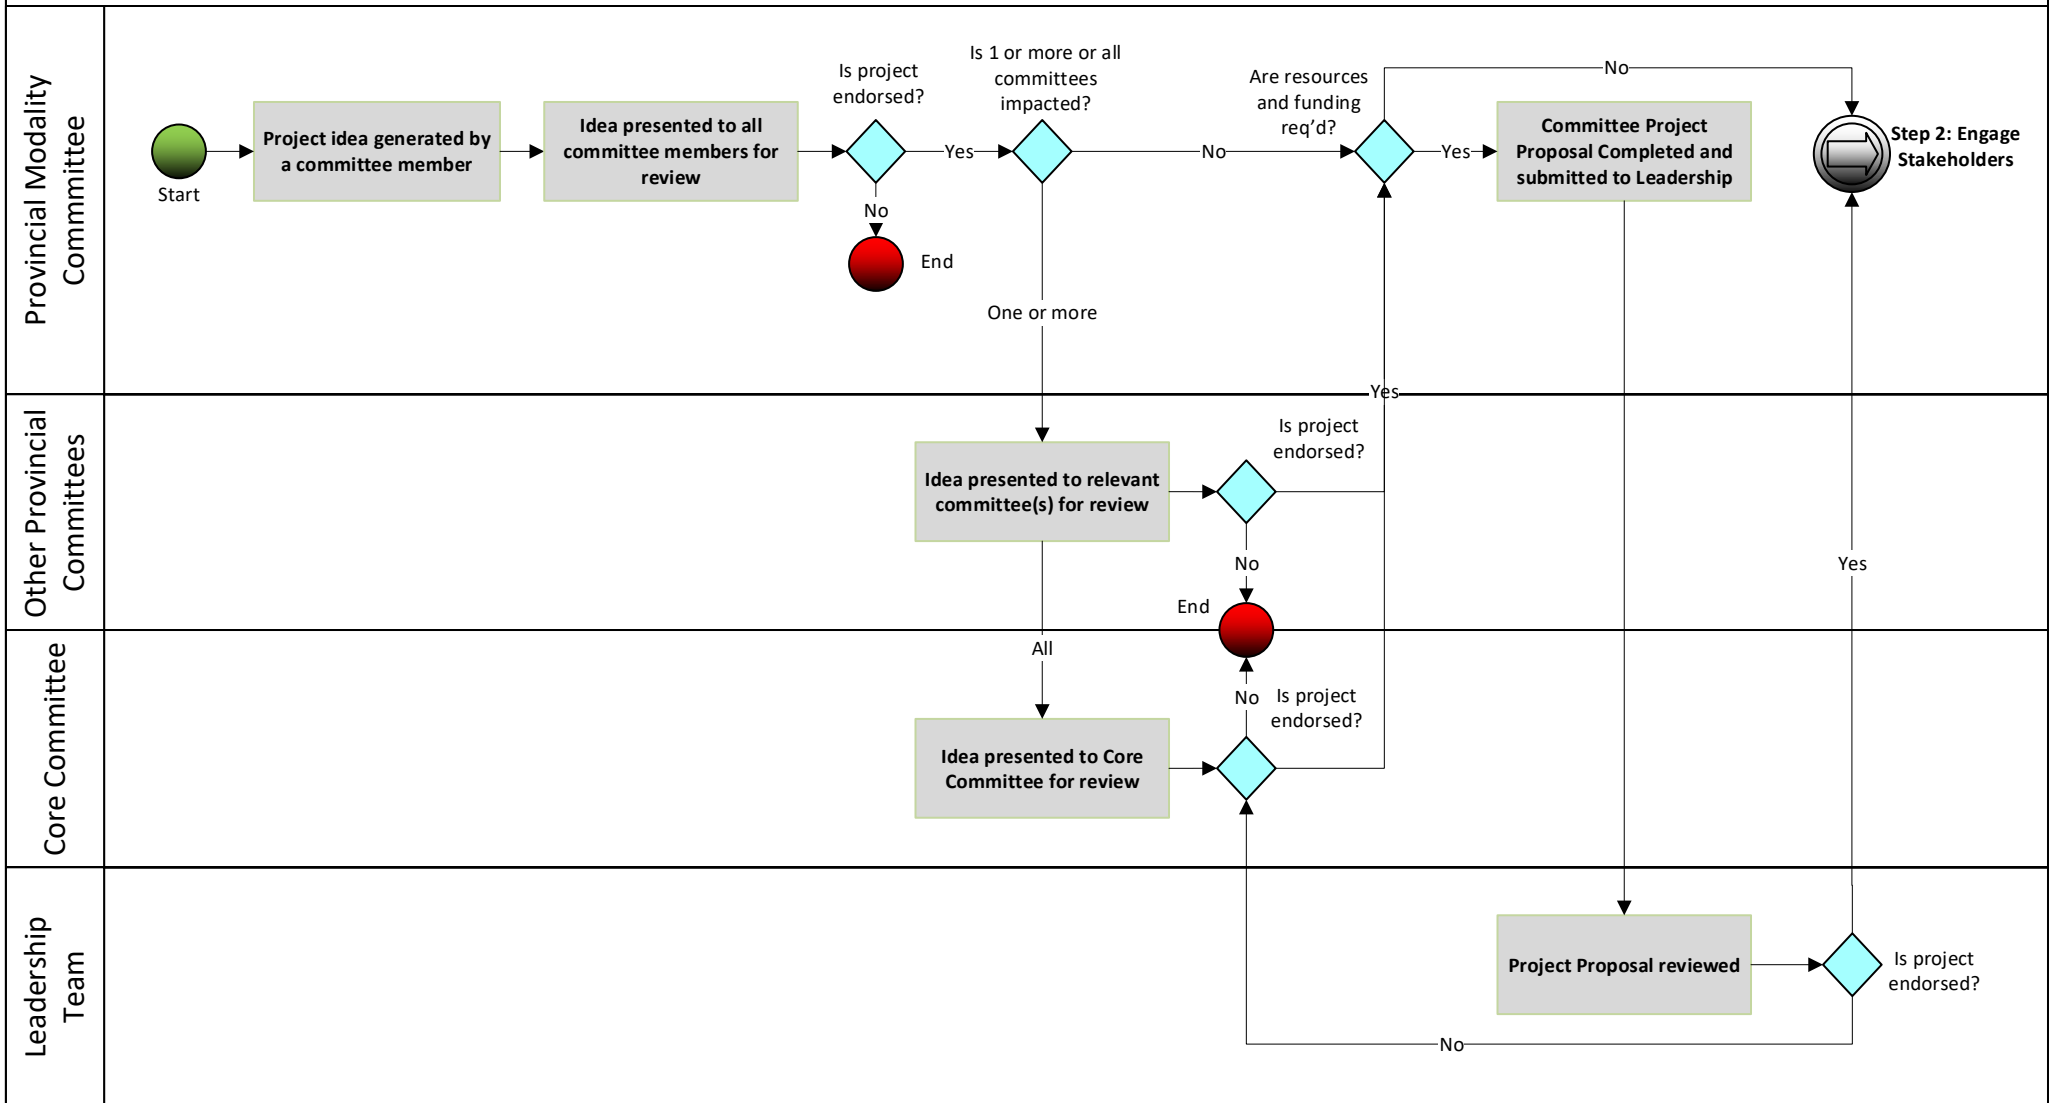 Provincial Modality
Commmittee
Start
Project idea generated by
a committee member
Idea presented to all
committee members for
review
Is project
endorsed?
Yes
No
End
Is 1 or more or all
committees
impacted?
No
One or more
Are resources
and funding
req'd?
No
Yes
Committee Project
Proposal Completed and
submitted to Leadership
Step 2: Engage
Stakeholders
Other Provincial
Committees
Idea presented to relevant
committee(s) for review
Is project
endorsed?
Yes
No
End
Yes
Core Committee
All
Idea presented to Core
Committee for review
No
Is project
endorsed?
Leadership
Team
Project Proposal reviewed
Is project
endorsed?
No